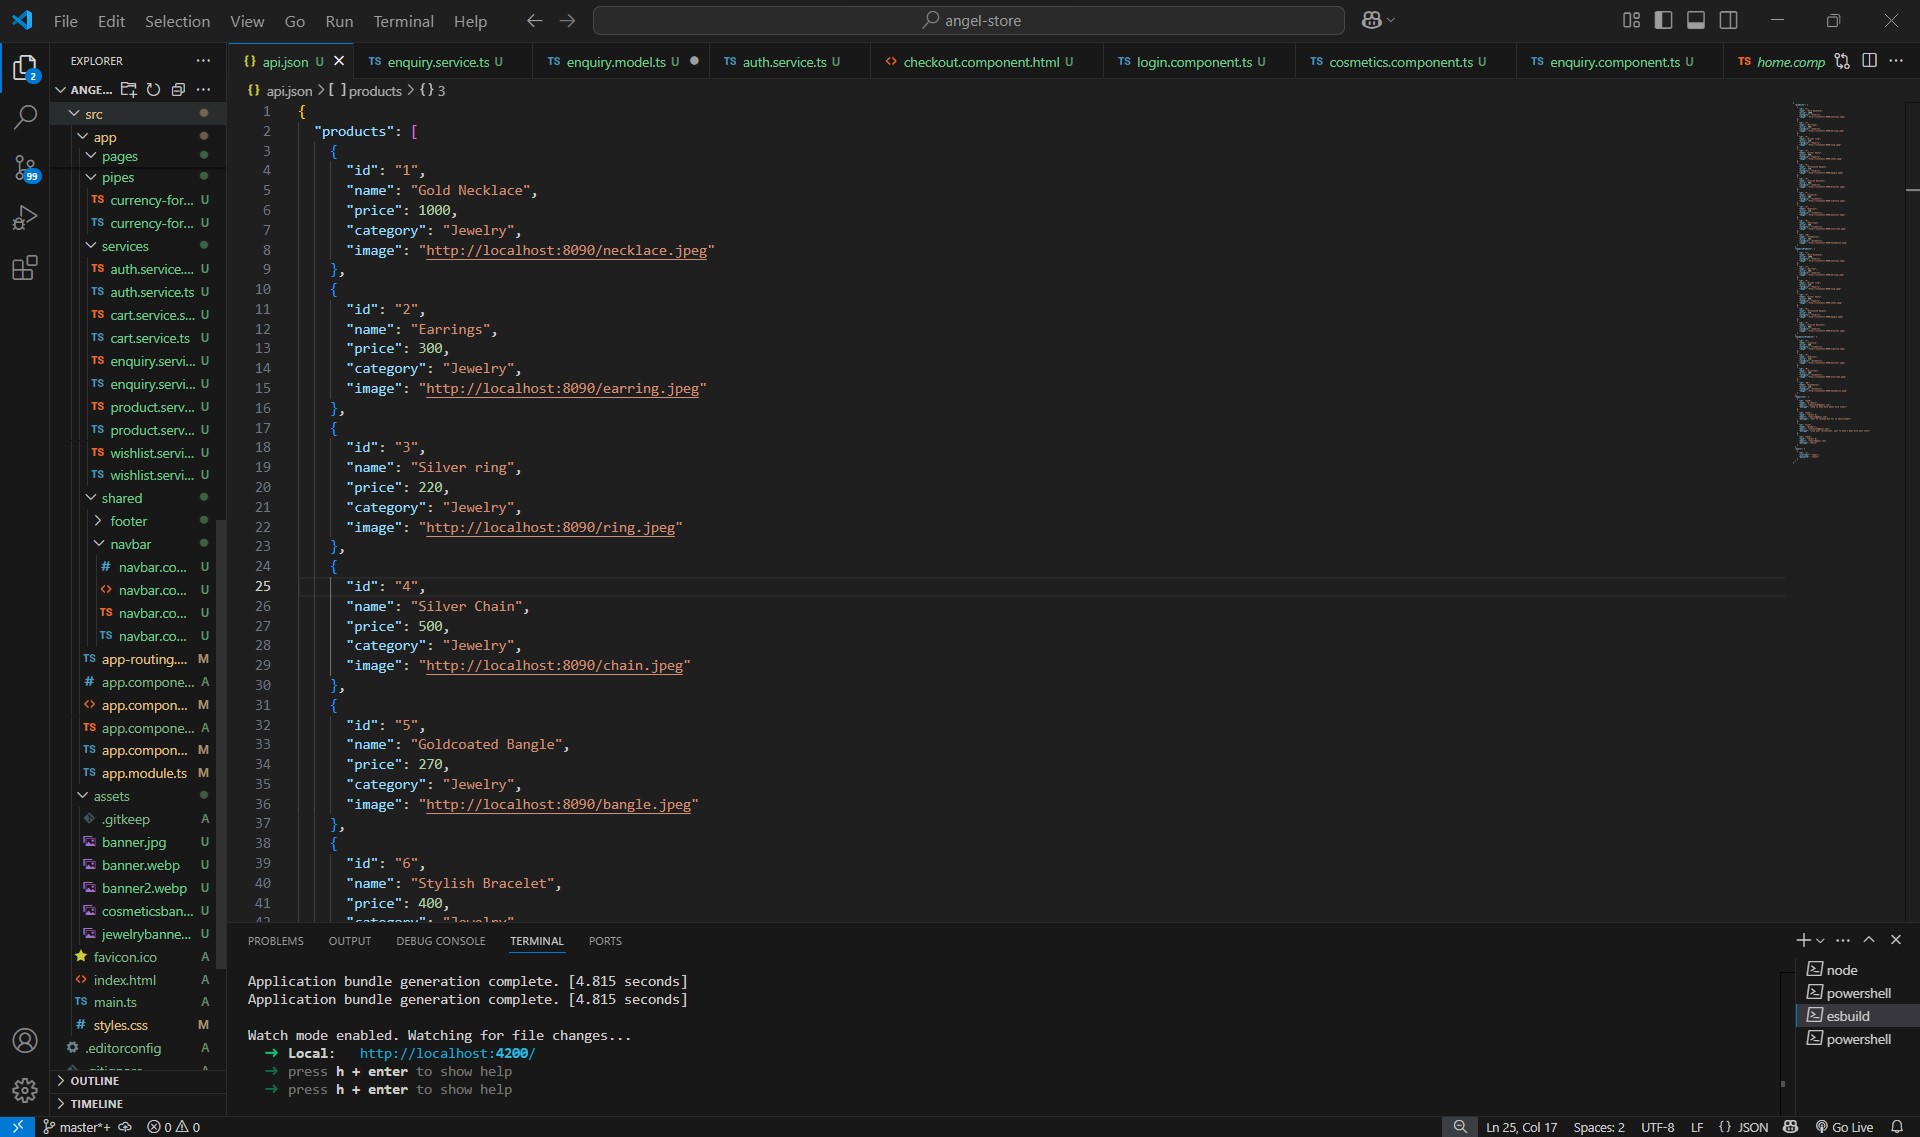 File Edit Selection View Go Run Terminal Help
angel-store
EXPLORER
ANGE...
src
app
pages
pipes
TS currency-for... U
TS currency-for... U
services
TS auth.service.... U
TS auth.service.ts U
TS cart.service.s... U
TS cart.service.ts U
TS enquiry.servi... U
TS enquiry.servi... U
TS product.serv... U
TS product.serv... U
TS wishlist.servi... U
TS wishlist.servi... U
shared
footer
navbar
# navbar.co... U
<> navbar.co... U
TS navbar.co... U
TS navbar.co... U
TS app-routing.... M
# app.compone... A
<> app.compon... M
TS app.compone... A
TS app.compon... M
TS app.module.ts M
assets
.gitkeep A
banner.jpg U
banner.webp U
banner2.webp U
cosmeticsban... U
jewelrybanne... U
favicon.ico A
<> index.html A
TS main.ts A
# styles.css M
.editorconfig A
OUTLINE
TIMELINE
2
99
{} api.json U
TS enquiry.service.ts U
TS enquiry.model.ts U
TS auth.service.ts U
<> checkout.component.html U
TS login.component.ts U
TS cosmetics.component.ts U
TS enquiry.component.ts U
TS home.comp
{} api.json > [ ] products > {} 3
1 {
2 "products": [
3 {
4 "id": "1",
5 "name": "Gold Necklace",
6 "price": 1000,
7 "category": "Jewelry",
8 "image": "http://localhost:8090/necklace.jpeg"
9 },
10 {
11 "id": "2",
12 "name": "Earrings",
13 "price": 300,
14 "category": "Jewelry",
15 "image": "http://localhost:8090/earring.jpeg"
16 },
17 {
18 "id": "3",
19 "name": "Silver ring",
20 "price": 220,
21 "category": "Jewelry",
22 "image": "http://localhost:8090/ring.jpeg"
23 },
24 {
25 "id": "4",
26 "name": "Silver Chain",
27 "price": 500,
28 "category": "Jewelry",
29 "image": "http://localhost:8090/chain.jpeg"
30 },
31 {
32 "id": "5",
33 "name": "Goldcoated Bangle",
34 "price": 270,
35 "category": "Jewelry",
36 "image": "http://localhost:8090/bangle.jpeg"
37 },
38 {
39 "id": "6",
40 "name": "Stylish Bracelet",
41 "price": 400,
42 "category": "Jewelry"
PROBLEMS OUTPUT DEBUG CONSOLE TERMINAL PORTS
Application bundle generation complete. [4.815 seconds]
Application bundle generation complete. [4.815 seconds]
Watch mode enabled. Watching for file changes...
➜ Local: http://localhost:4200/
➜ press h + enter to show help
➜ press h + enter to show help
node
powershell
esbuild
powershell
master*+ 0 0
Ln 25, Col 17 Spaces: 2 UTF-8 LF {} JSON Go Live